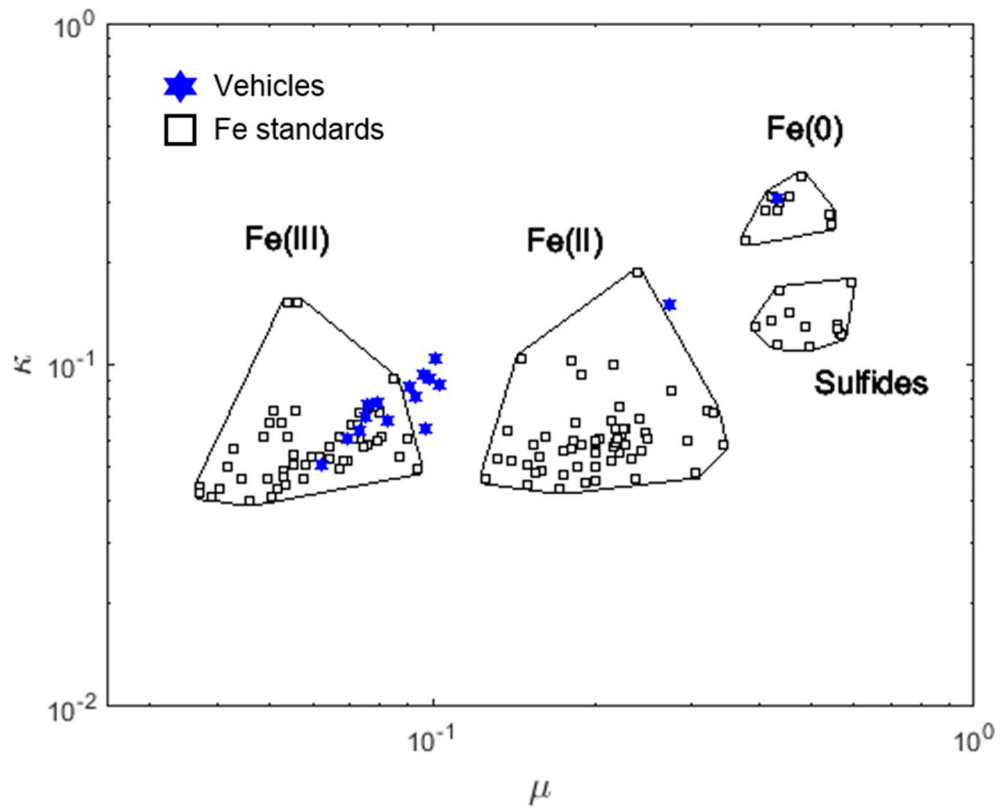 10^0
Vehicles
Fe standards
Fe(0)
Fe(III)
Fe(II)
κ
10^-1
Sulfides
10^-2
10^-1
10^0
μ